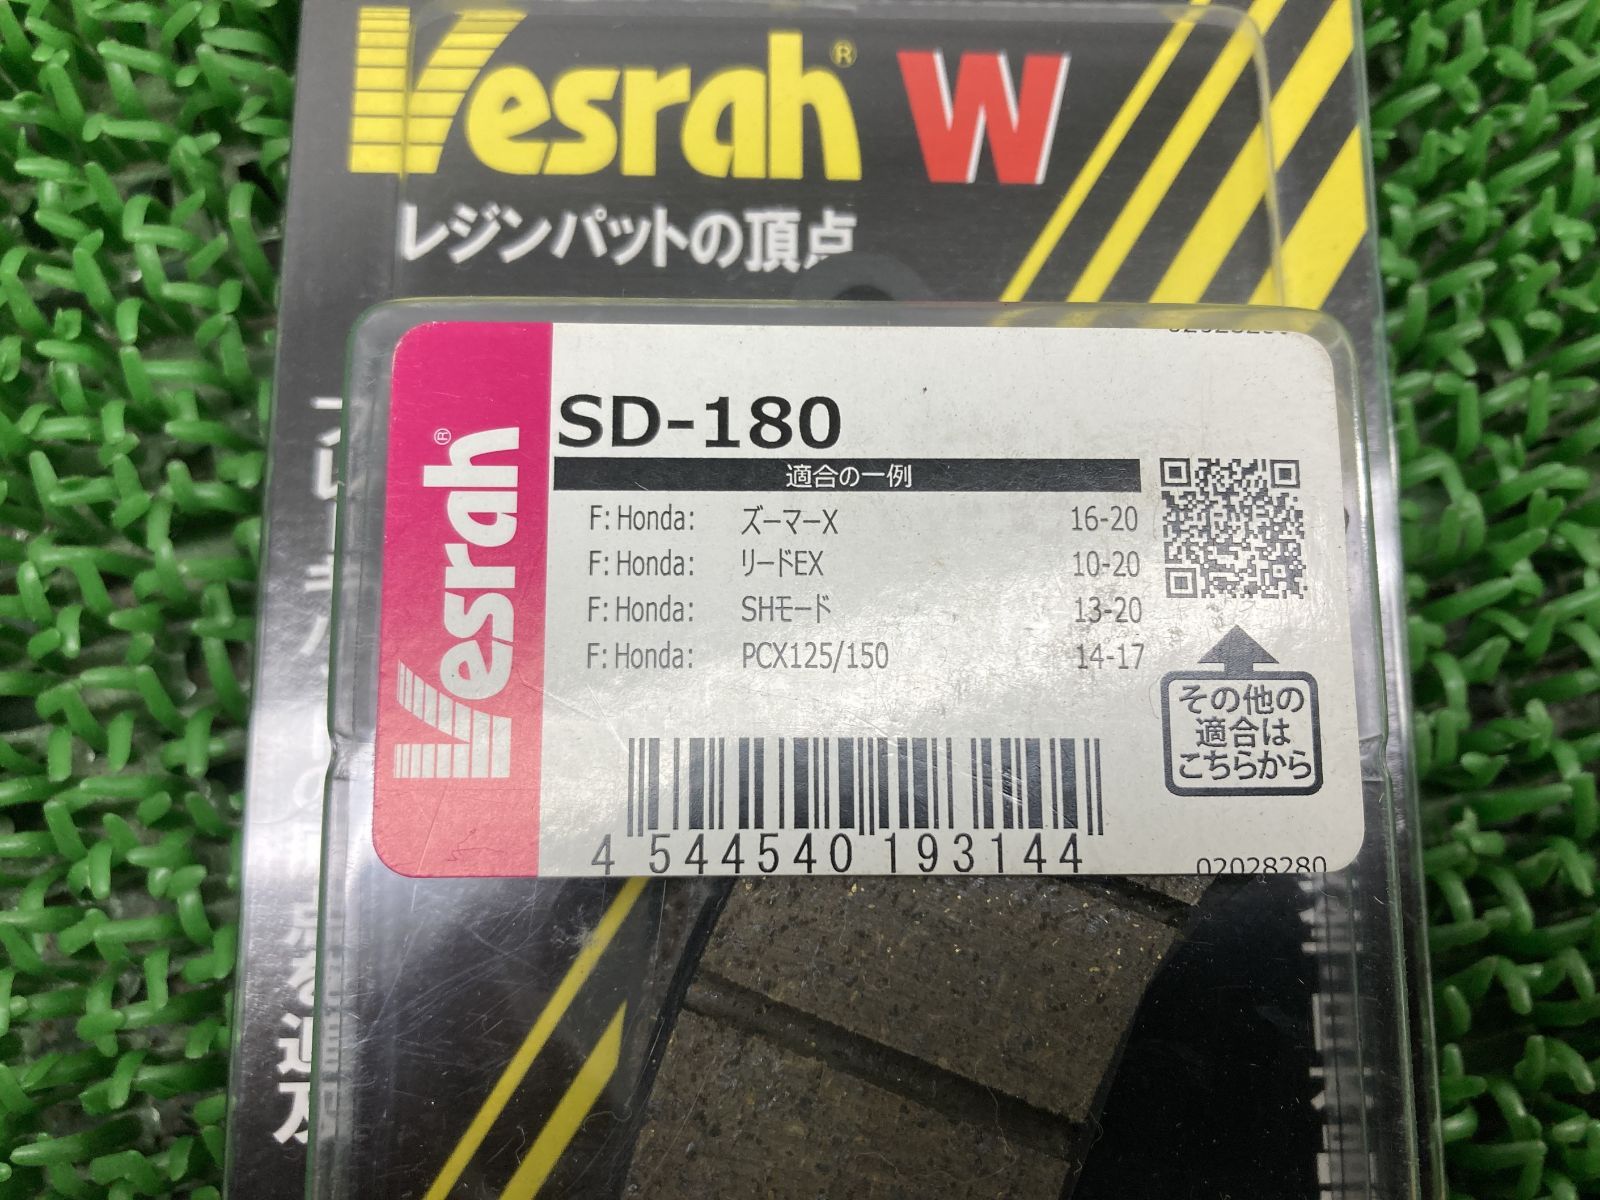 Vesrah® W
レジンパットの頂点
Vesrah®
SD-180
適合の一例
F: Honda: ズーマーX 16-20
F: Honda: リードEX 10-20
F: Honda: SHモード 13-20
F: Honda: PCX125/150 14-17
その他の
適合は
こちらから
4 544540 193144
02028280